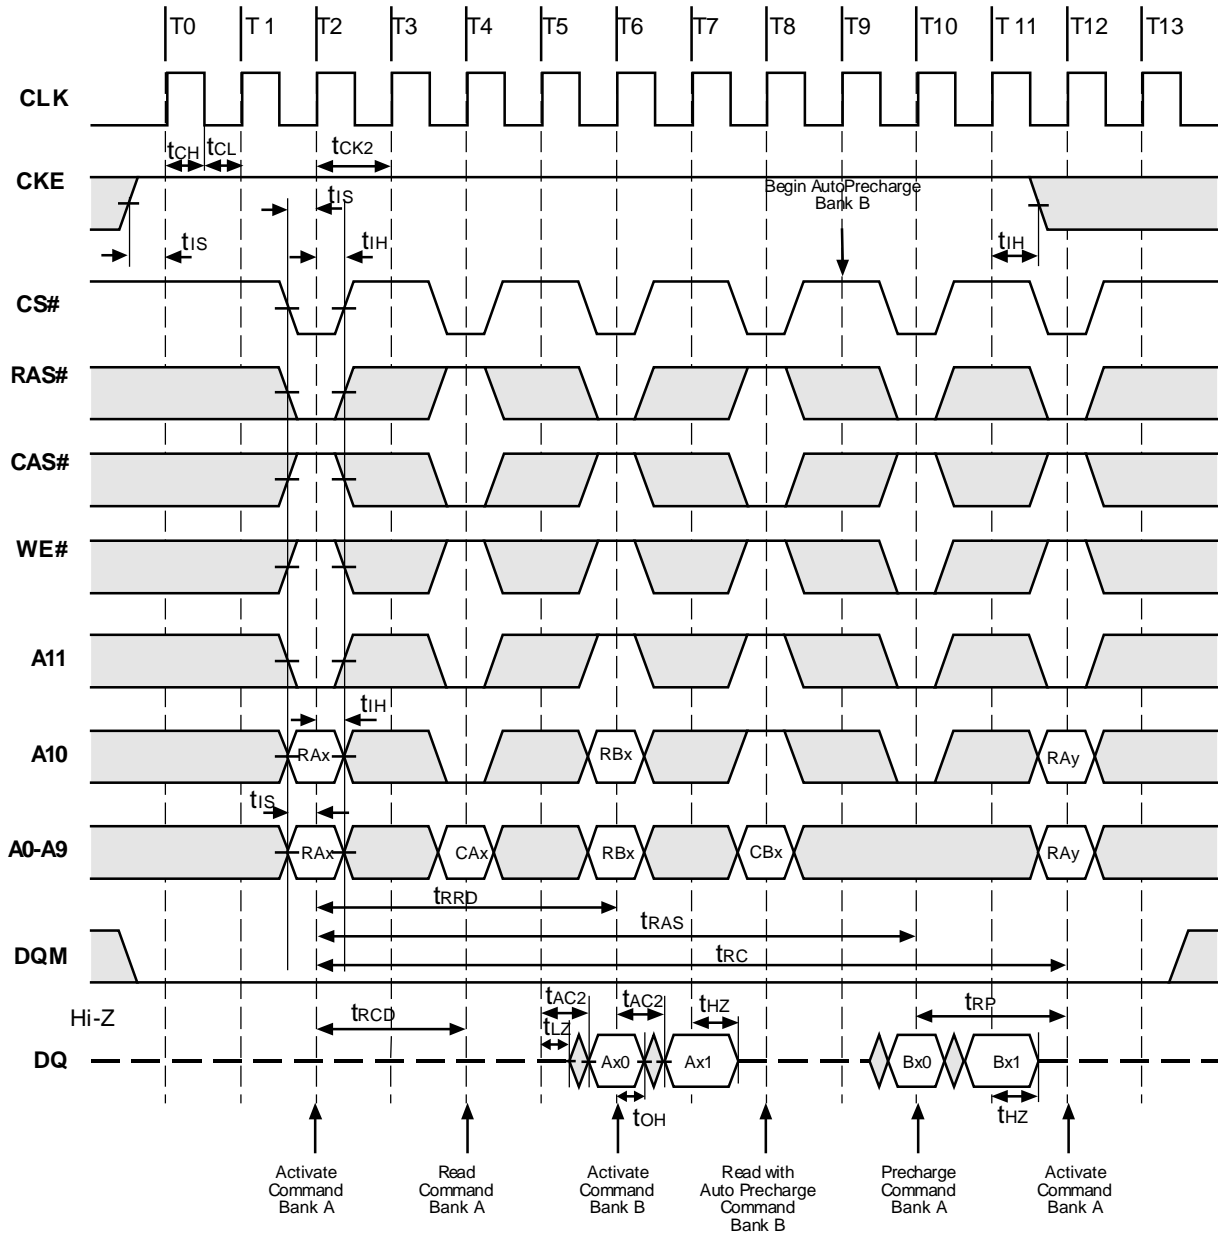 T0 T 1 T2 T3 T4 T5 T6 T7 T8 T9 T10 T 11 T12 T13
CLK
tCH tCL tCK2
CKE
tIS
Begin AutoPrecharge
Bank B
tIS tIH tIH
CS#
RAS#
CAS#
WE#
A11
tIH
A10 RAx RBx RAy
tIS
A0-A9 RAx CAx RBx CBx RAy
tRRD
tRAS
DQM tRC
Hi-Z tRCD tAC2 tAC2 tHZ tRP
tLZ
DQ Ax0 Ax1 Bx0 Bx1
tOH tHZ
Activate
Command
Bank A
Read
Command
Bank A
Activate
Command
Bank B
Read with
Auto Precharge
Command
Bank B
Precharge
Command
Bank A
Activate
Command
Bank A